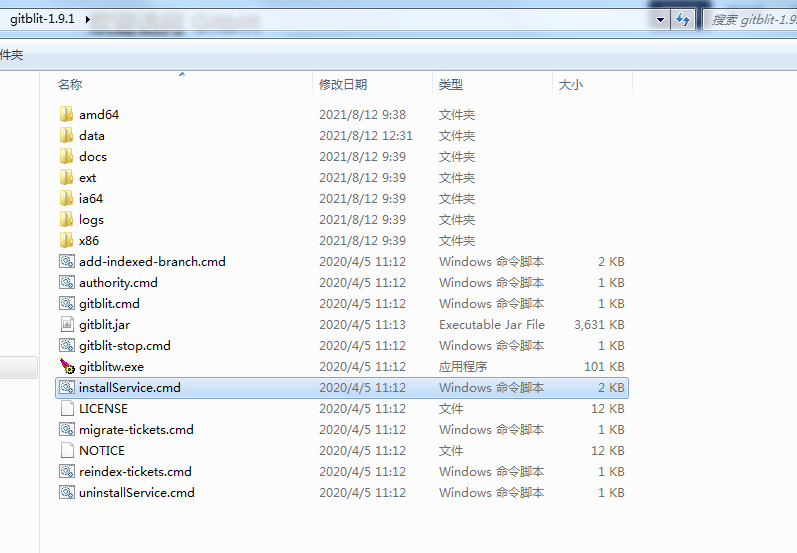 gitblit-1.9.1
搜索 gitblit-1.9.
件夹
名称 修改日期 类型 大小
amd64 2021/8/12 9:38 文件夹
data 2021/8/12 12:31 文件夹
docs 2021/8/12 9:39 文件夹
ext 2021/8/12 9:39 文件夹
ia64 2021/8/12 9:39 文件夹
logs 2021/8/12 9:39 文件夹
x86 2021/8/12 9:39 文件夹
add-indexed-branch.cmd 2020/4/5 11:12 Windows 命令脚本 2 KB
authority.cmd 2020/4/5 11:12 Windows 命令脚本 1 KB
gitblit.cmd 2020/4/5 11:12 Windows 命令脚本 1 KB
gitblit.jar 2020/4/5 11:13 Executable Jar File 3,631 KB
gitblit-stop.cmd 2020/4/5 11:12 Windows 命令脚本 1 KB
gitblitw.exe 2020/4/5 11:12 应用程序 101 KB
installService.cmd 2020/4/5 11:12 Windows 命令脚本 2 KB
LICENSE 2020/4/5 11:12 文件 12 KB
migrate-tickets.cmd 2020/4/5 11:12 Windows 命令脚本 1 KB
NOTICE 2020/4/5 11:12 文件 12 KB
reindex-tickets.cmd 2020/4/5 11:12 Windows 命令脚本 1 KB
uninstallService.cmd 2020/4/5 11:12 Windows 命令脚本 1 KB